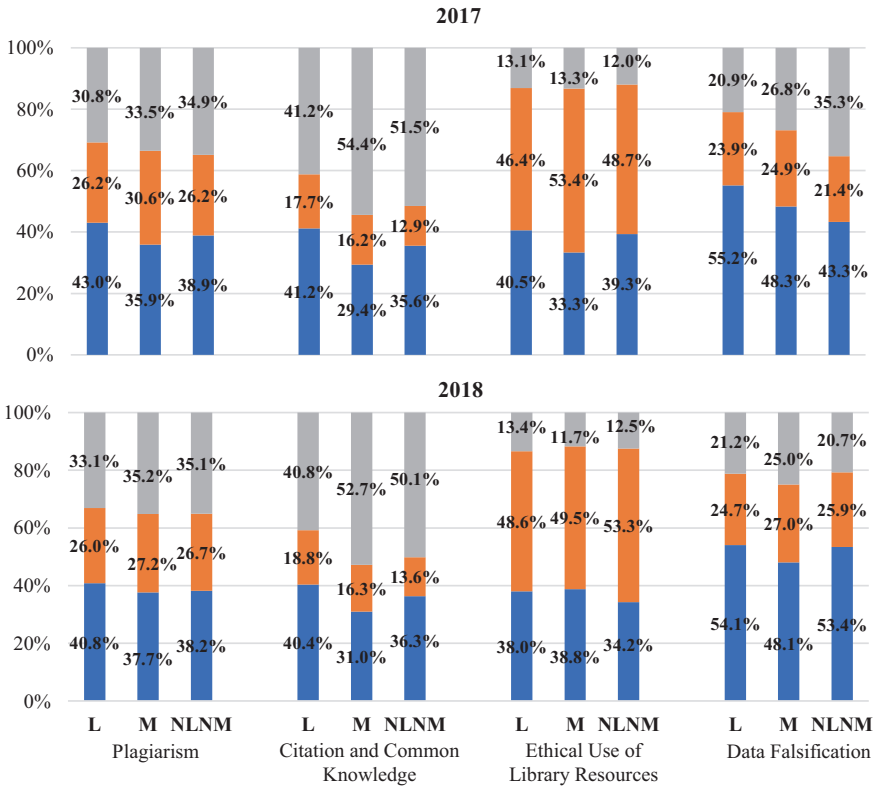 2017
100%
80%
60%
40%
20%
0%
30.8% 33.5% 34.9% 41.2% 54.4% 51.5% 13.1% 13.3% 12.0% 20.9% 26.8% 35.3%
26.2% 30.6% 26.2% 17.7% 16.2% 12.9% 46.4% 53.4% 48.7% 23.9% 24.9% 21.4%
43.0% 35.9% 38.9% 41.2% 29.4% 35.6% 40.5% 33.3% 39.3% 55.2% 48.3% 43.3%
2018
100%
80%
60%
40%
20%
0%
33.1% 35.2% 35.1% 40.8% 52.7% 50.1% 13.4% 11.7% 12.5% 21.2% 25.0% 20.7%
26.0% 27.2% 26.7% 18.8% 16.3% 13.6% 48.6% 49.5% 53.3% 24.7% 27.0% 25.9%
40.8% 37.7% 38.2% 40.4% 31.0% 36.3% 38.0% 38.8% 34.2% 54.1% 48.1% 53.4%
L M NLNM L M NLNM L M NLNM L M NLNM
Plagiarism
Citation and Common
Knowledge
Ethical Use of
Library Resources
Data Falsification